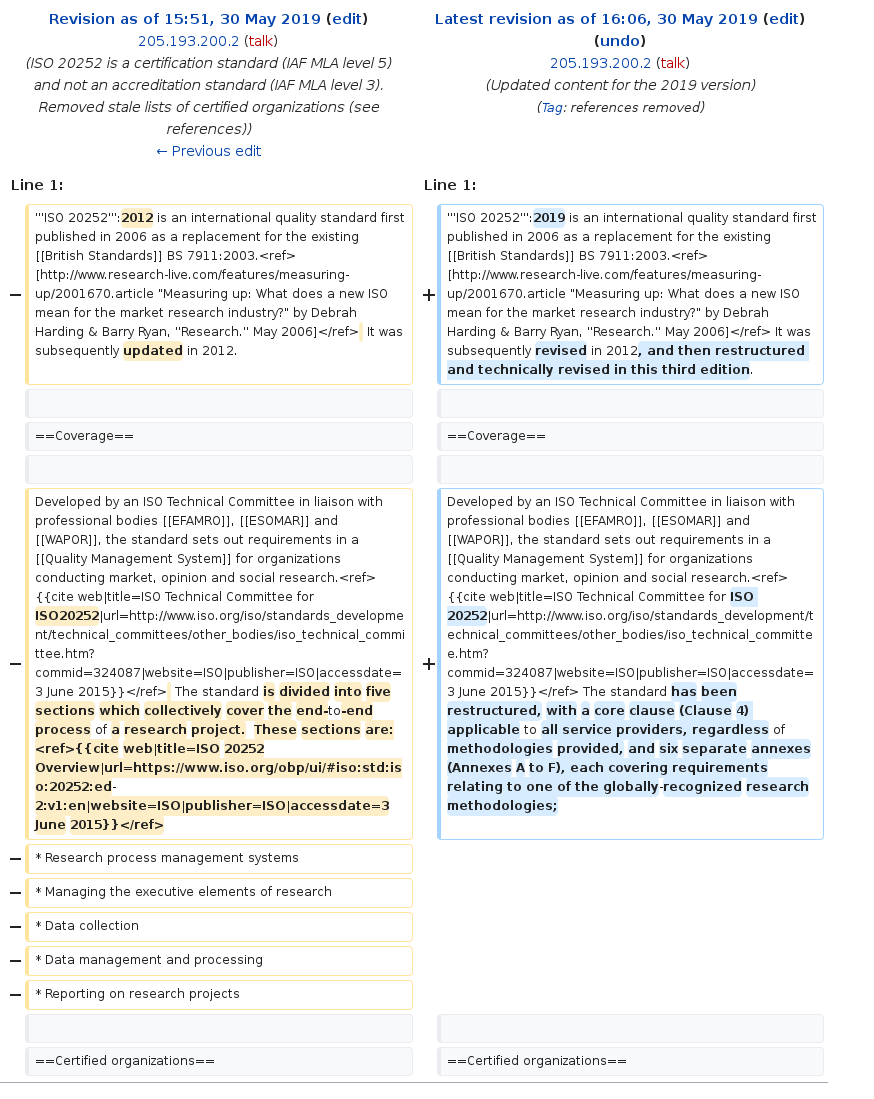 Revision as of 15:51, 30 May 2019 (edit)
205.193.200.2 (talk)
(ISO 20252 is a certification standard (IAF MLA level 5)
and not an accreditation standard (IAF MLA level 3).
Removed stale lists of certified organizations (see
references))
← Previous edit
Latest revision as of 16:06, 30 May 2019 (edit)
(undo)
205.193.200.2 (talk)
(Updated content for the 2019 version)
(Tag: references removed)
Line 1:
Line 1:
−
'''ISO 20252''':2012 is an international quality standard first
published in 2006 as a replacement for the existing
[[British Standards]] BS 7911:2003.<ref>
[http://www.research-live.com/features/measuring-
up/2001670.article "Measuring up: What does a new ISO
mean for the market research industry?" by Debrah
Harding & Barry Ryan, ''Research.'' May 2006]</ref> It was
subsequently updated in 2012.
+
'''ISO 20252''':2019 is an international quality standard first
published in 2006 as a replacement for the existing
[[British Standards]] BS 7911:2003.<ref>
[http://www.research-live.com/features/measuring-
up/2001670.article "Measuring up: What does a new ISO
mean for the market research industry?" by Debrah
Harding & Barry Ryan, ''Research.'' May 2006]</ref> It was
subsequently revised in 2012, and then restructured
and technically revised in this third edition.
==Coverage==
==Coverage==
−
Developed by an ISO Technical Committee in liaison with
professional bodies [[EFAMRO]], [[ESOMAR]] and
[[WAPOR]], the standard sets out requirements in a
[[Quality Management System]] for organizations
conducting market, opinion and social research.<ref>
{{cite web|title=ISO Technical Committee for
ISO20252|url=http://www.iso.org/iso/standards_developme
nt/technical_committees/other_bodies/iso_technical_commi
ttee.htm?
commid=324087|website=ISO|publisher=ISO|accessdate=
3 June 2015}}</ref>  The standard is divided into five
sections which collectively cover the end-to-end
process of a research project.  These sections are:
<ref>{{cite web|title=ISO 20252
Overview|url=https://www.iso.org/obp/ui/#iso:std:is
o:20252:ed-
2:v1:en|website=ISO|publisher=ISO|accessdate=3
June 2015}}</ref>
+
Developed by an ISO Technical Committee in liaison with
professional bodies [[EFAMRO]], [[ESOMAR]] and
[[WAPOR]], the standard sets out requirements in a
[[Quality Management System]] for organizations
conducting market, opinion and social research.<ref>
{{cite web|title=ISO Technical Committee for ISO
20252|url=http://www.iso.org/iso/standards_development/t
echnical_committees/other_bodies/iso_technical_committe
e.htm?
commid=324087|website=ISO|publisher=ISO|accessdate=
3 June 2015}}</ref> The standard has been
restructured, with a core clause (Clause 4)
applicable to all service providers, regardless of
methodologies provided, and six separate annexes
(Annexes A to F), each covering requirements
relating to one of the globally-recognized research
methodologies;
− * Research process management systems
− * Managing the executive elements of research
− * Data collection
− * Data management and processing
− * Reporting on research projects
==Certified organizations==
==Certified organizations==